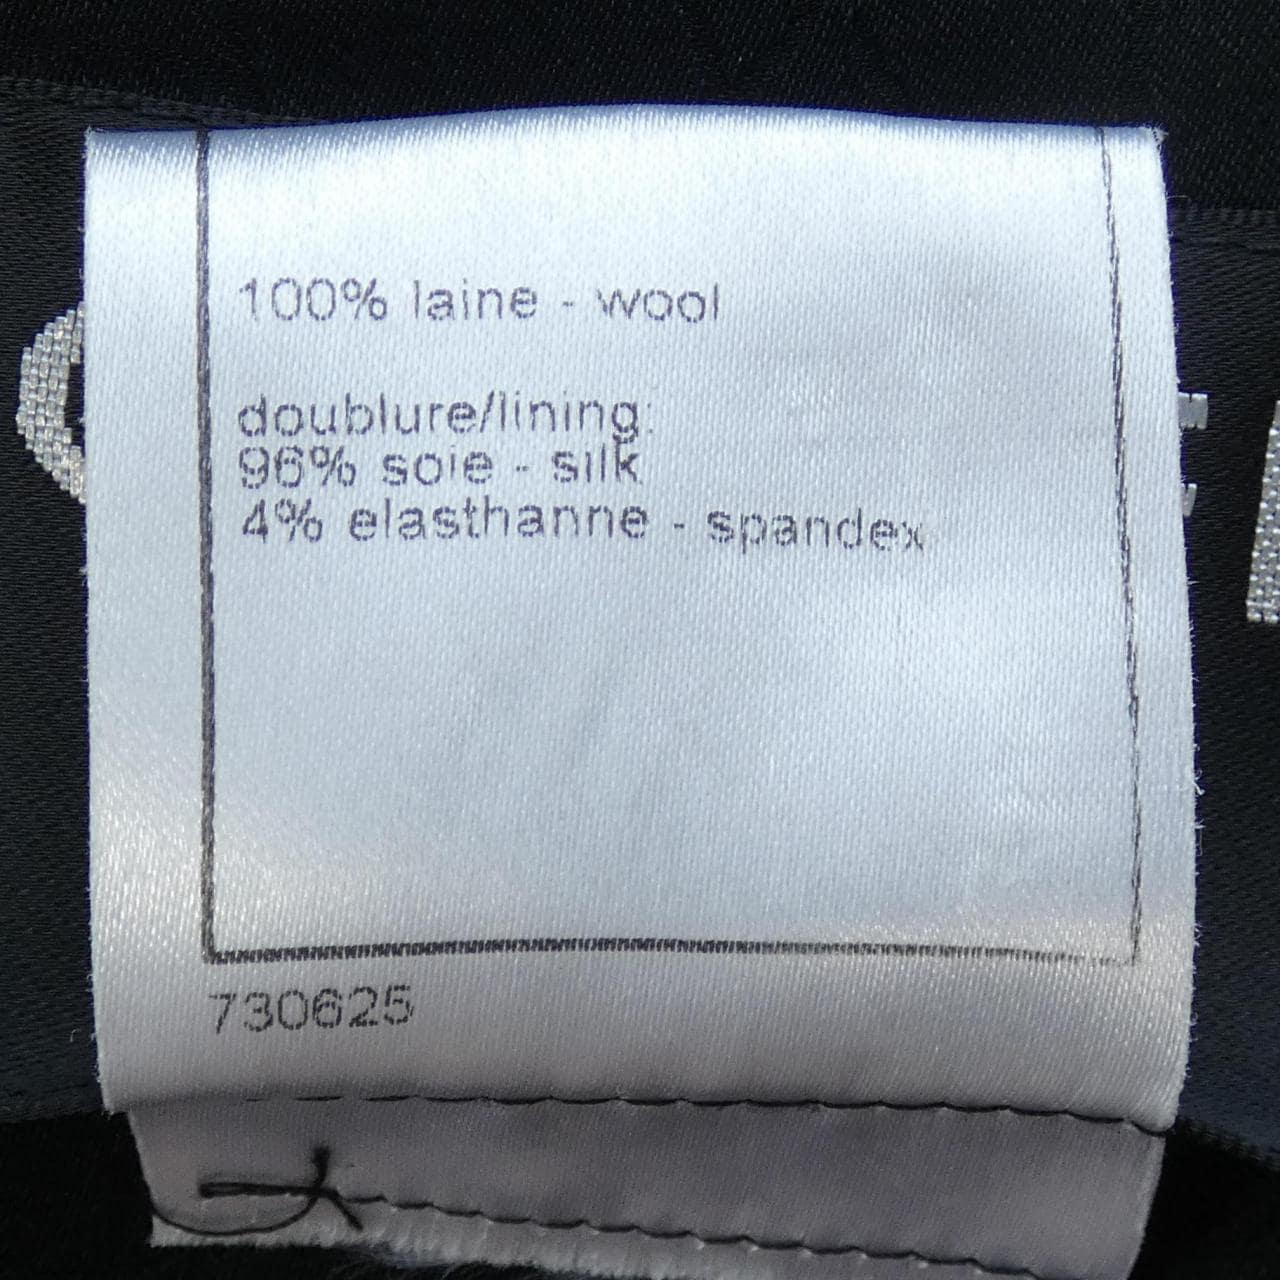 100% laine - wool
doublure/lining:
96% soie - silk
4% elasthanne - spandex
730625